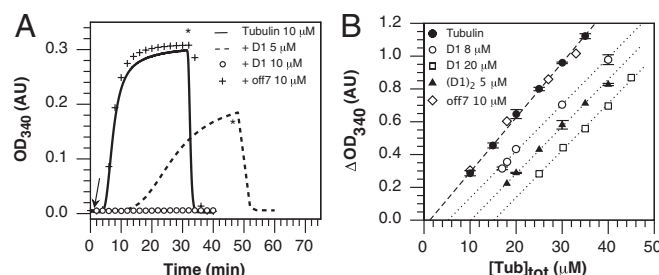 A
Tubulin 10 μM
+ D1 5 μM
+ D1 10 μM
+ off7 10 μM
*
*
OD340 (AU)
0.3
0.2
0.1
0.0
0 10 20 30 40 50 60 70
Time (min)
B
Tubulin
D1 8 μM
D1 20 μM
(D1)2 5 μM
off7 10 μM
ΔOD340 (AU)
1.2
1.0
0.8
0.6
0.4
0.2
0.0
0 10 20 30 40 50
[Tub]tot (μM)